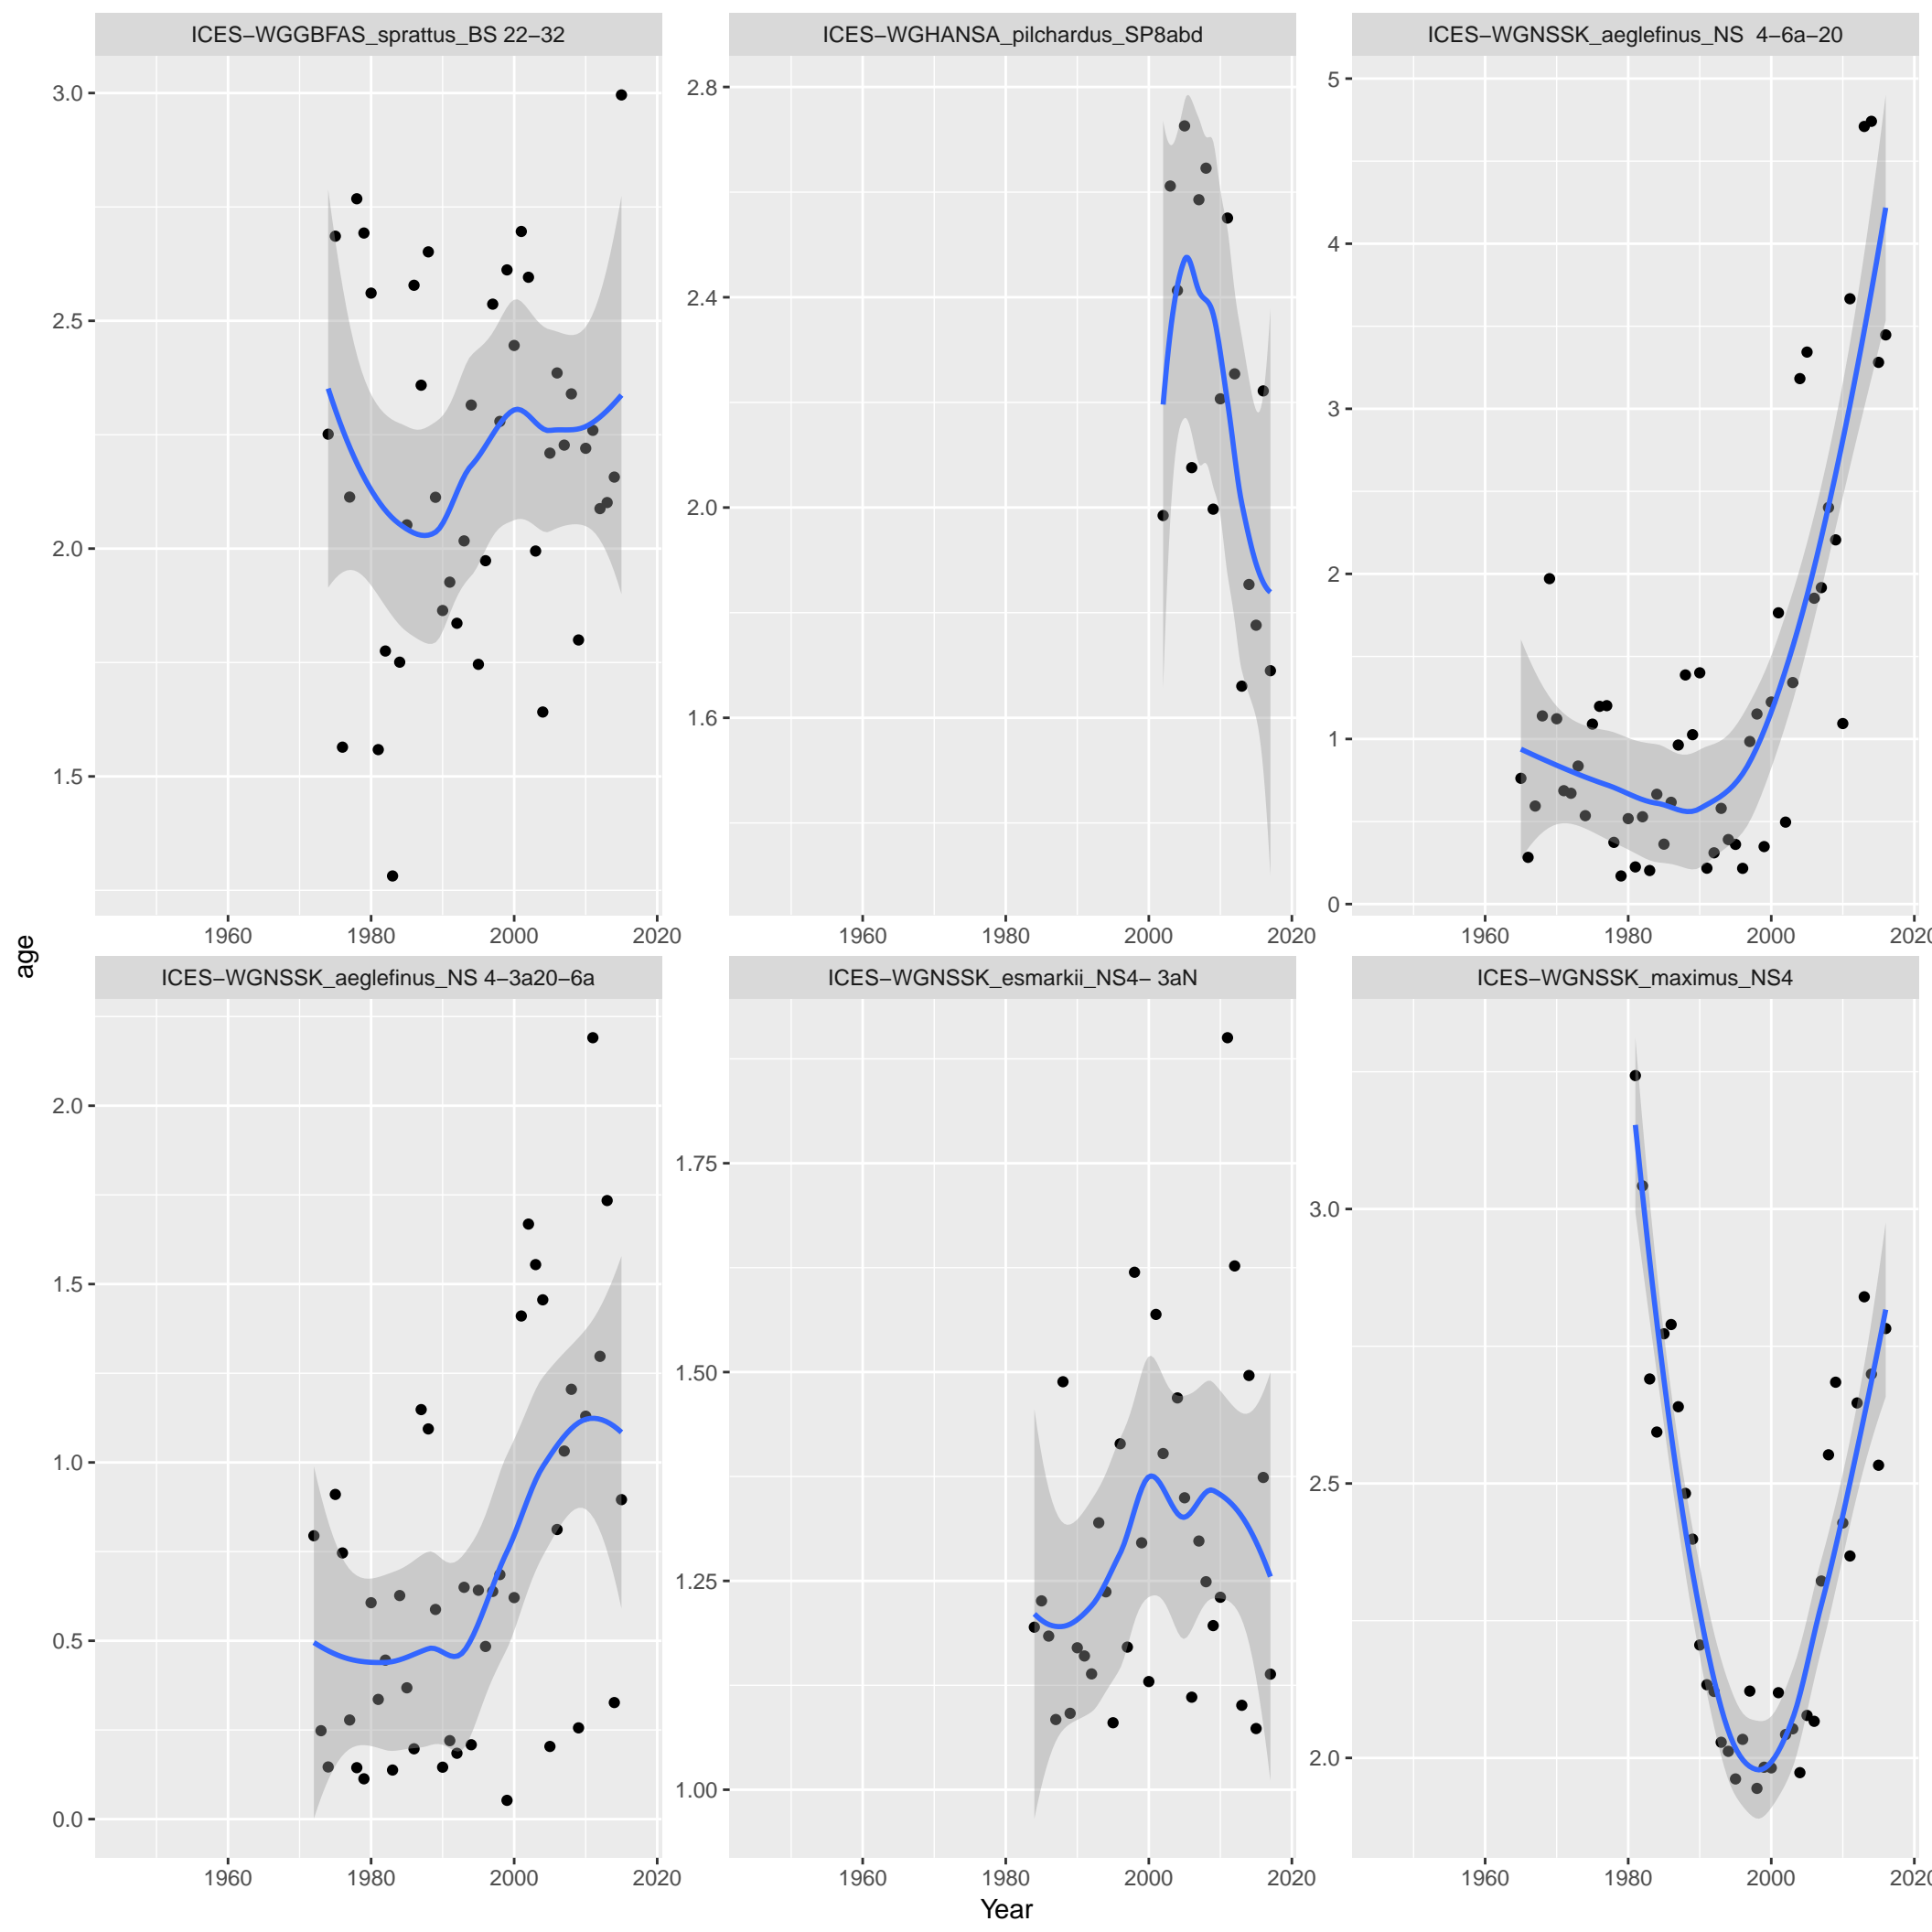 ICES−WGGBFAS_sprattus_BS 22−32
ICES−WGHANSA_pilchardus_SP8abd
ICES−WGNSSK_aeglefinus_NS  4−6a−20
3.0
2.5
2.0
1.5
2.8
2.4
2.0
1.6
5
4
3
2
1
0
1960 1980 2000 2020
1960 1980 2000 2020
1960 1980 2000 2020
age
ICES−WGNSSK_aeglefinus_NS 4−3a20−6a
ICES−WGNSSK_esmarkii_NS4− 3aN
ICES−WGNSSK_maximus_NS4
2.0
1.5
1.0
0.5
0.0
1.75
1.50
1.25
1.00
3.0
2.5
2.0
1960 1980 2000 2020
1960 1980 2000 2020
1960 1980 2000 202
Year